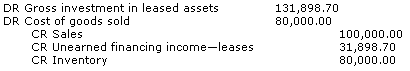 DR Gross investment in leased assets 131,898.70
DR Cost of goods sold 80,000.00
CR Sales 100,000.00
CR Unearned financing income—leases 31,898.70
CR Inventory 80,000.00